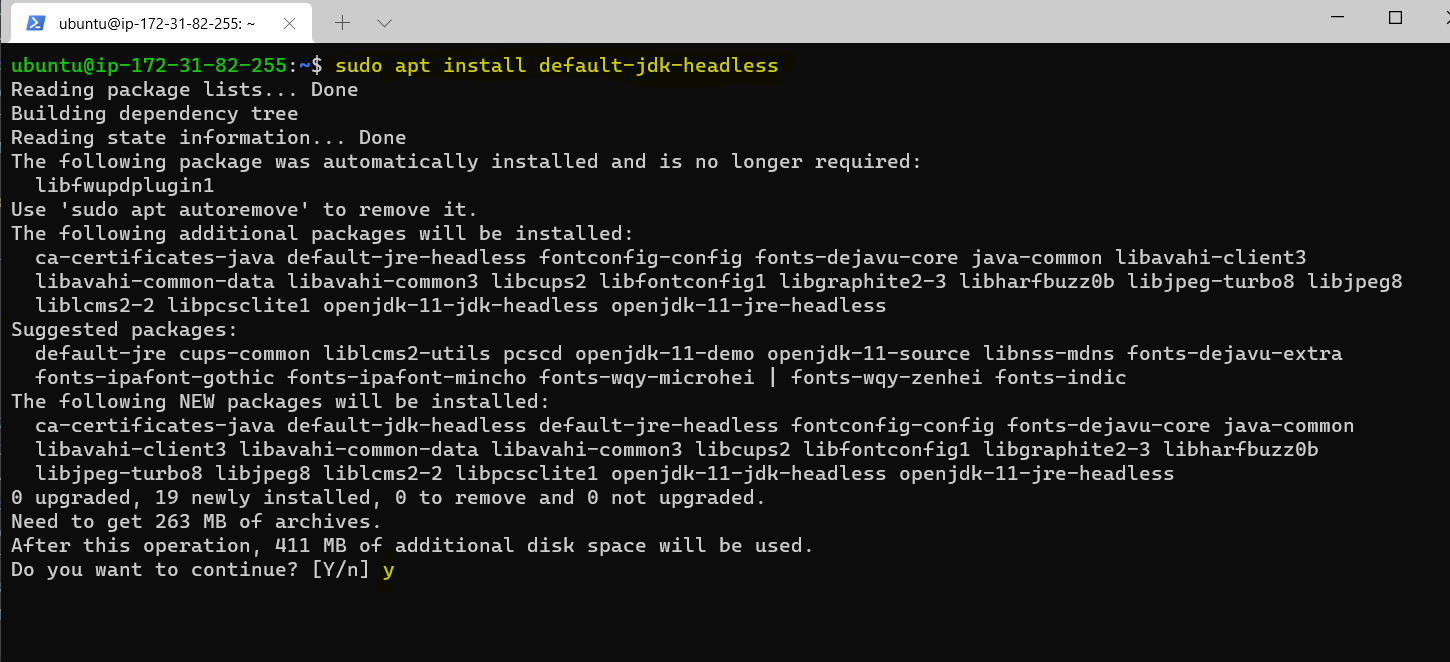 ubuntu@ip-172-31-82-255: ~
ubuntu@ip-172-31-82-255:~$ sudo apt install default-jdk-headless
Reading package lists... Done
Building dependency tree
Reading state information... Done
The following package was automatically installed and is no longer required:
  libfwupdplugin1
Use 'sudo apt autoremove' to remove it.
The following additional packages will be installed:
  ca-certificates-java default-jre-headless fontconfig-config fonts-dejavu-core java-common libavahi-client3
  libavahi-common-data libavahi-common3 libcups2 libfontconfig1 libgraphite2-3 libharfbuzz0b libjpeg-turbo8 libjpeg8
  liblcms2-2 libpcsclite1 openjdk-11-jdk-headless openjdk-11-jre-headless
Suggested packages:
  default-jre cups-common liblcms2-utils pcscd openjdk-11-demo openjdk-11-source libnss-mdns fonts-dejavu-extra
  fonts-ipafont-gothic fonts-ipafont-mincho fonts-wqy-microhei | fonts-wqy-zenhei fonts-indic
The following NEW packages will be installed:
  ca-certificates-java default-jdk-headless default-jre-headless fontconfig-config fonts-dejavu-core java-common
  libavahi-client3 libavahi-common-data libavahi-common3 libcups2 libfontconfig1 libgraphite2-3 libharfbuzz0b
  libjpeg-turbo8 libjpeg8 liblcms2-2 libpcsclite1 openjdk-11-jdk-headless openjdk-11-jre-headless
0 upgraded, 19 newly installed, 0 to remove and 0 not upgraded.
Need to get 263 MB of archives.
After this operation, 411 MB of additional disk space will be used.
Do you want to continue? [Y/n] y